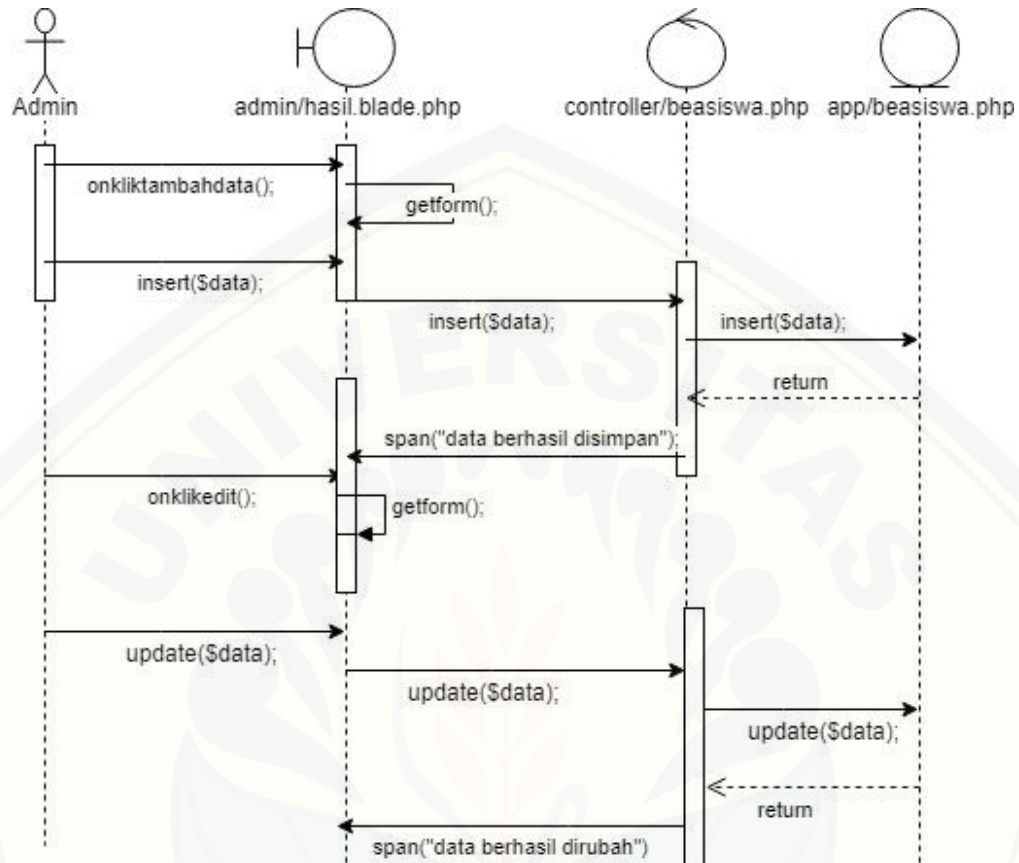 Admin
admin/hasil.blade.php
controller/beasiswa.php
app/beasiswa.php
onkliktambahdata();
getform();
insert($data);
insert($data);
insert($data);
return
span("data berhasil disimpan");
onklikedit();
getform();
update($data);
update($data);
update($data);
return
span("data berhasil dirubah")
UNIVERSITAS